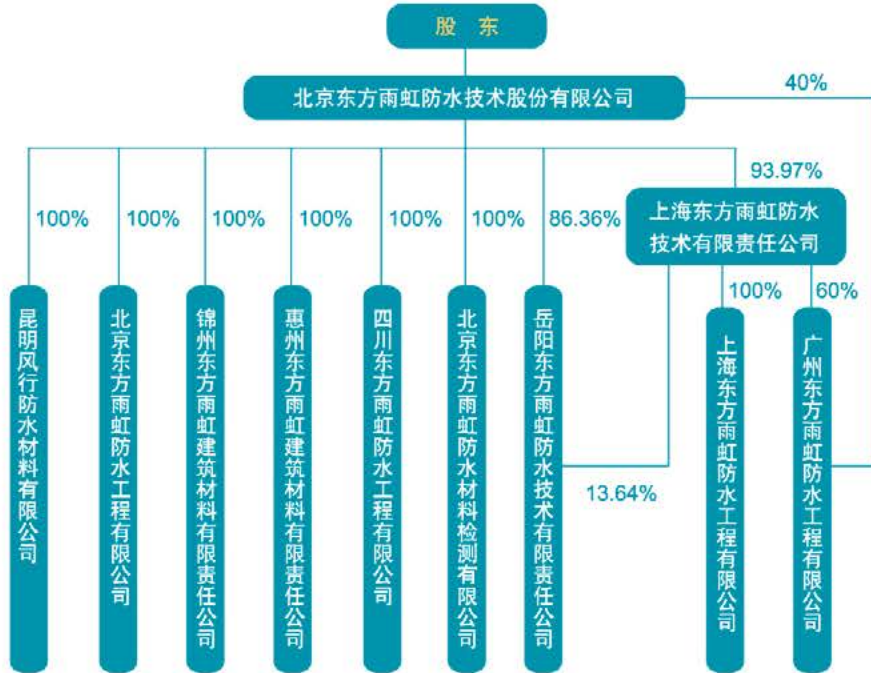 股 东
北京东方雨虹防水技术股份有限公司
40%
93.97%
上海东方雨虹防水
技术有限责任公司
100%
100%
100%
100%
100%
100%
86.36%
100%
60%
昆明风行防水材料有限公司
北京东方雨虹防水工程有限公司
锦州东方雨虹建筑材料有限责任公司
惠州东方雨虹建筑材料有限责任公司
四川东方雨虹防水工程有限公司
北京东方雨虹防水材料检测有限公司
岳阳东方雨虹防水技术有限责任公司
上海东方雨虹防水工程有限公司
广州东方雨虹防水工程有限公司
13.64%